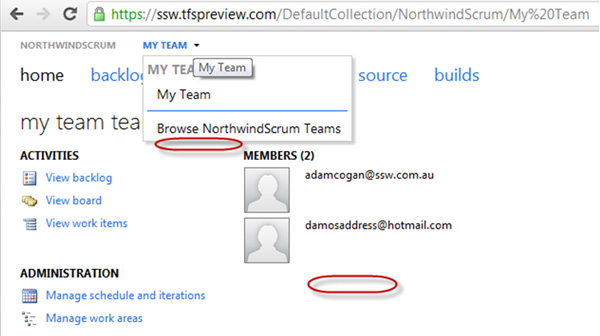 https://ssw.tfspreview.com/DefaultCollection/NorthwindScrum/My%20Team
NORTHWINDSCRUM MY TEAM
home backlog source builds
MY TEA My Team
My Team
Browse NorthwindScrum Teams
my team tea
ACTIVITIES
View backlog
View board
View work items
MEMBERS (2)
adamcogan@ssw.com.au
damosaddress@hotmail.com
ADMINISTRATION
Manage schedule and iterations
Manage work areas